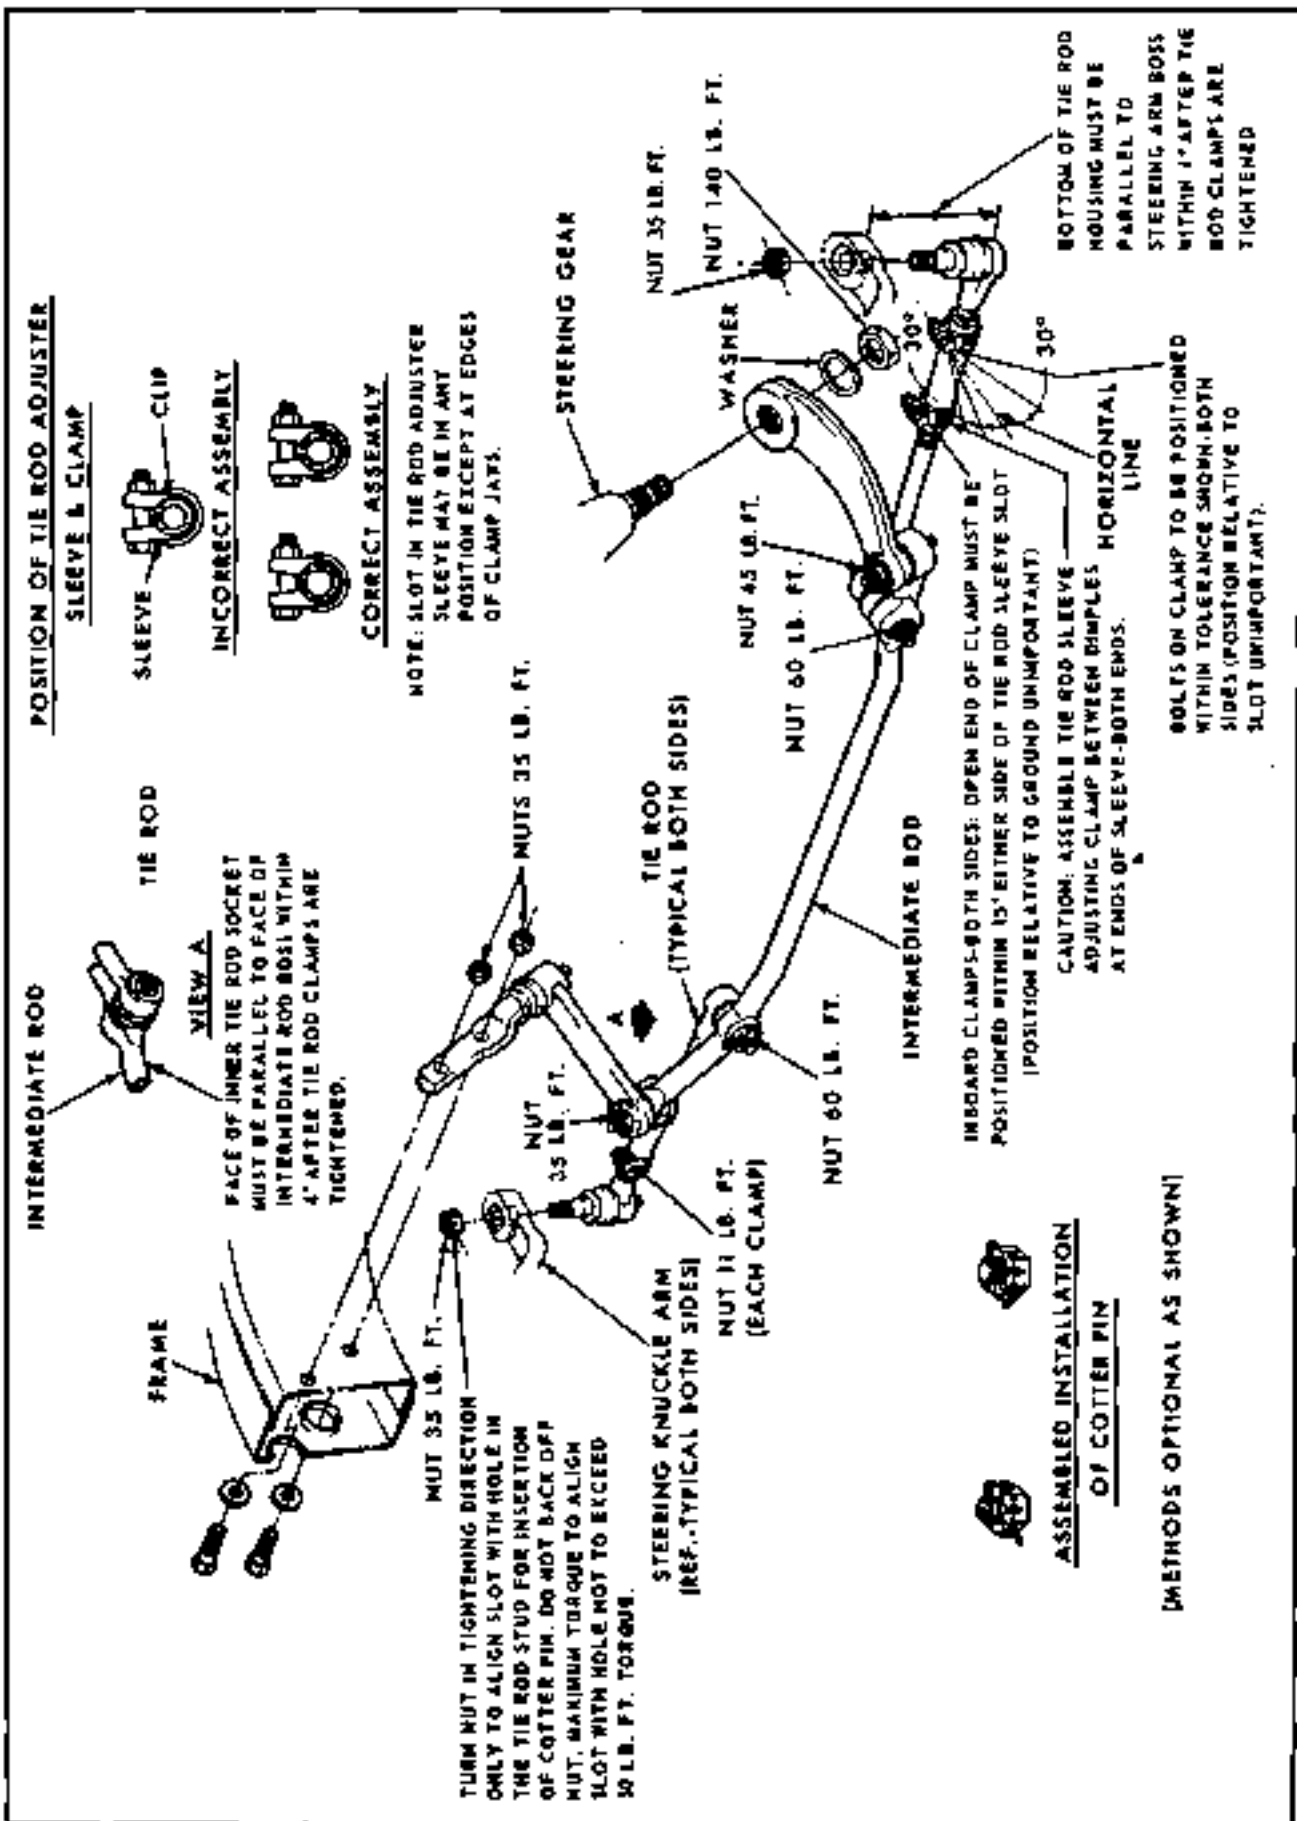 INTERMEDIATE ROD
TIE ROD
FACE OF INNER TIE ROD SOCKET
MUST BE PARALLEL TO FACE OF
INTERMEDIATE ROD BOSS WITHIN
4° AFTER TIE ROD CLAMPS ARE
TIGHTENED.
VIEW A
POSITION OF TIE ROD ADJUSTER
SLEEVE & CLAMP
SLEEVE
CLIP
INCORRECT ASSEMBLY
CORRECT ASSEMBLY
NOTE: SLOT IN TIE ROD ADJUSTER
SLEEVE MAY BE IN ANY
POSITION EXCEPT AT EDGES
OF CLAMP JAWS.
FRAME
NUTS 35 LB. FT.
STEERING GEAR
NUT 35 LB. FT.
NUT 140 LB. FT.
WASHER
NUT 35 LB. FT.
TURN NUT IN TIGHTENING DIRECTION
ONLY TO ALIGN SLOT WITH HOLE IN
THE TIE ROD STUD FOR INSERTION
OF COTTER PIN. DO NOT BACK OFF
NUT. MAXIMUM TORQUE TO ALIGN
SLOT WITH HOLE NOT TO EXCEED
50 LB. FT. TORQUE.
NUT
35 LB. FT.
A
TIE ROD
(TYPICAL BOTH SIDES)
NUT 45 LB. FT.
NUT 60 LB. FT.
30°
30°
HORIZONTAL
LINE
STEERING KNUCKLE ARM
(REF.-TYPICAL BOTH SIDES)
NUT 11 LB. FT.
(EACH CLAMP)
NUT 60 LB. FT.
INTERMEDIATE ROD
BOTTOM OF TIE ROD
HOUSING MUST BE
PARALLEL TO
STEERING ARM BOSS
WITHIN AFTER TIE
ROD CLAMPS ARE
TIGHTENED
INBOARD CLAMPS-BOTH SIDES: OPEN END OF CLAMP MUST BE
POSITIONED WITHIN 15° EITHER SIDE OF TIE ROD SLEEVE SLOT
(POSITION RELATIVE TO GROUND UNIMPORTANT)
CAUTION: ASSEMBLE TIE ROD SLEEVE
ADJUSTING CLAMP BETWEEN DIMPLES
AT ENDS OF SLEEVE-BOTH ENDS.
BOLTS ON CLAMP TO BE POSITIONED
WITHIN TOLERANCE SHOWN-BOTH
SIDES (POSITION RELATIVE TO
SLOT UNIMPORTANT).
ASSEMBLED INSTALLATION
OF COTTER PIN
[METHODS OPTIONAL AS SHOWN]